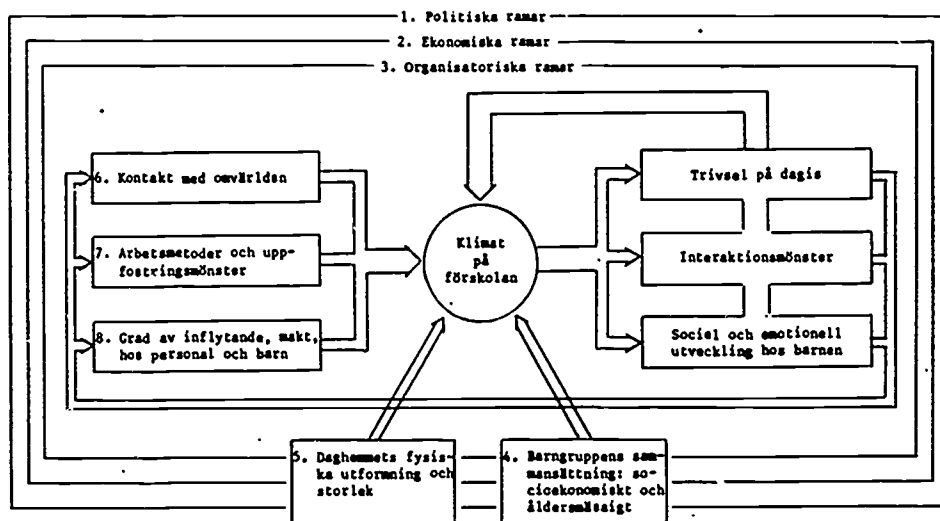 1. Politiska ramar
2. Ekonomiska ramar
3. Organisatoriska ramar
6. Kontakt med omvärlden
7. Arbetsmetoder och upp-
fostringsmönster
8. Grad av inflytande, makt,
hos personal och barn
Klimat
på
förskolan
Trivsel på dagis
Interaktionsmönster
Social och emotionell
utveckling hos barnen
5. Daghemmets fysis-
ka utformning och
storlek
4. Barngruppens sam-
mansättning: so-
cioekonomiskt och
åldersmässigt